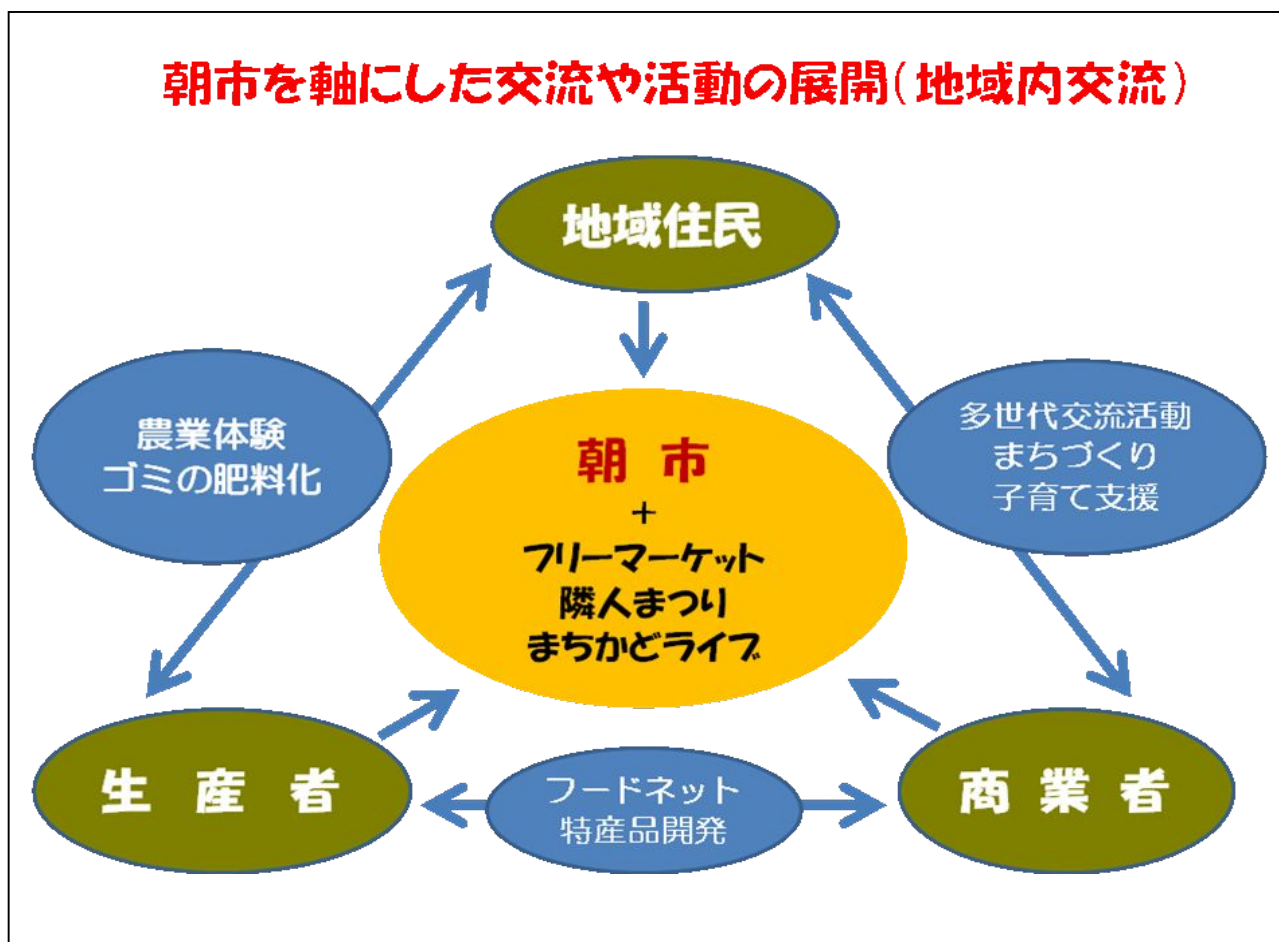 朝市を軸にした交流や活動の展開(地域内交流)
地域住民
農業体験
ゴミの肥料化
多世代交流活動
まちづくり
子育て支援
朝 市
+
フリーマーケット
隣人まつり
まちかどライブ
生 産 者
フードネット
特産品開発
商 業 者